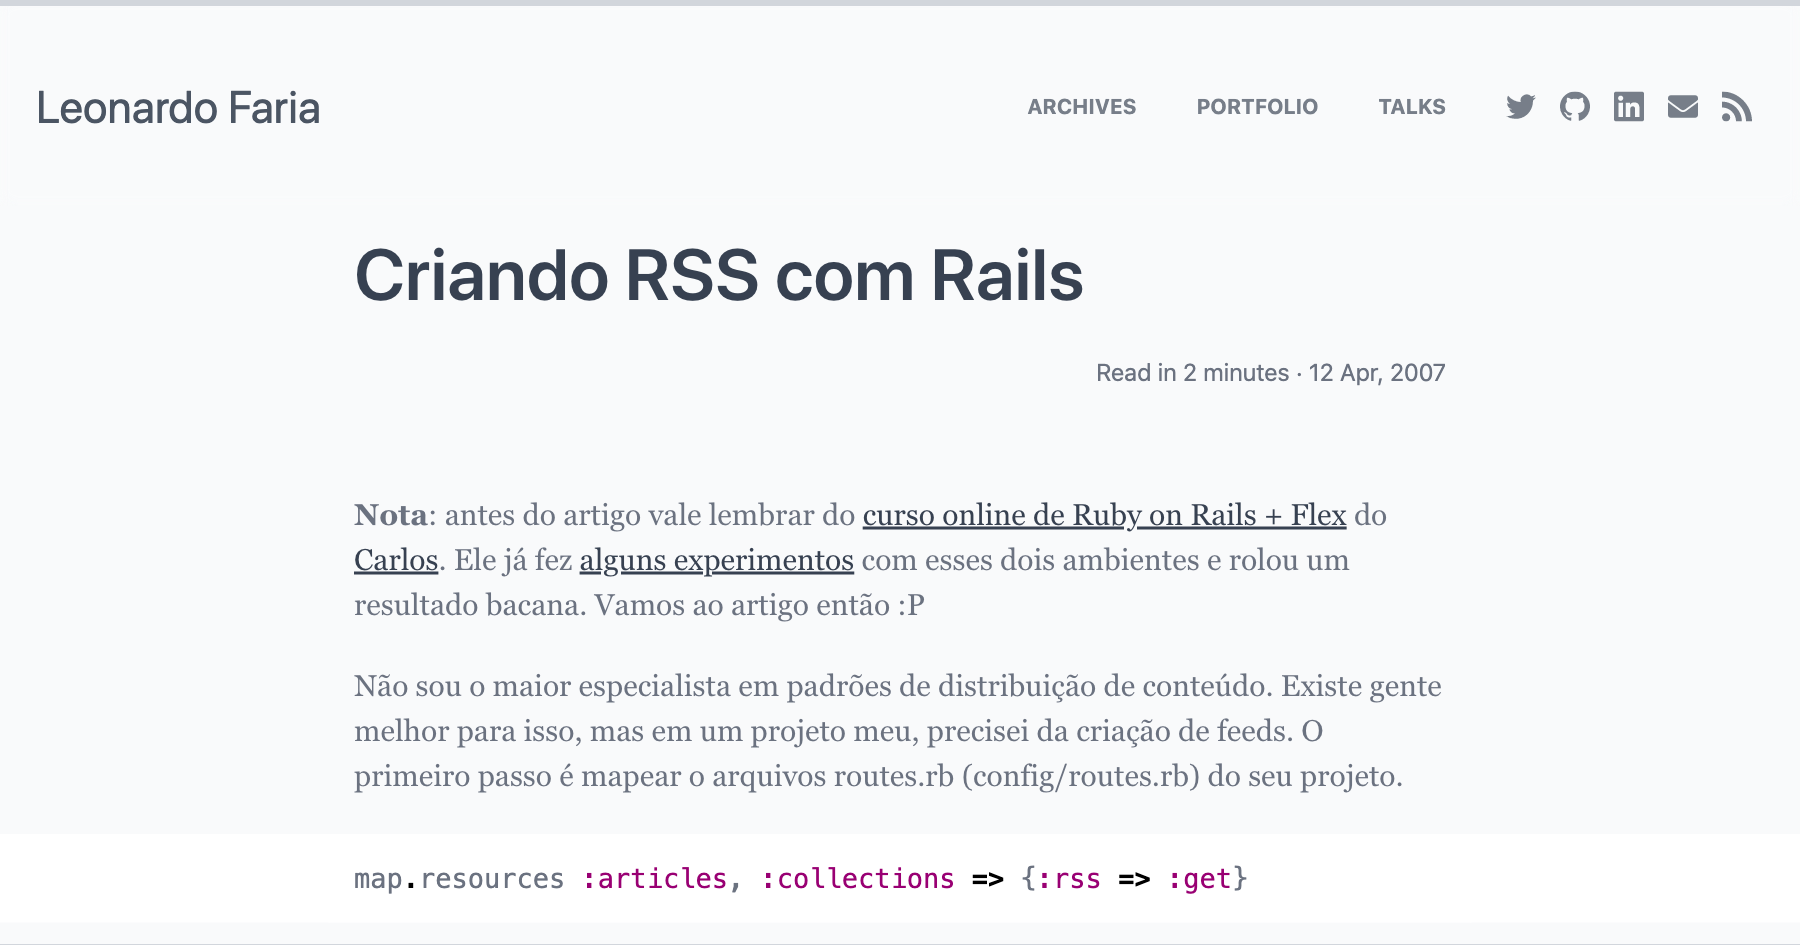 Leonardo Faria
ARCHIVES PORTFOLIO TALKS
Criando RSS com Rails
Read in 2 minutes · 12 Apr, 2007
Nota: antes do artigo vale lembrar do curso online de Ruby on Rails + Flex do
Carlos. Ele já fez alguns experimentos com esses dois ambientes e rolou um
resultado bacana. Vamos ao artigo então :P
Não sou o maior especialista em padrões de distribuição de conteúdo. Existe gente
melhor para isso, mas em um projeto meu, precisei da criação de feeds. O
primeiro passo é mapear o arquivos routes.rb (config/routes.rb) do seu projeto.
map.resources :articles, :collections => {:rss => :get}